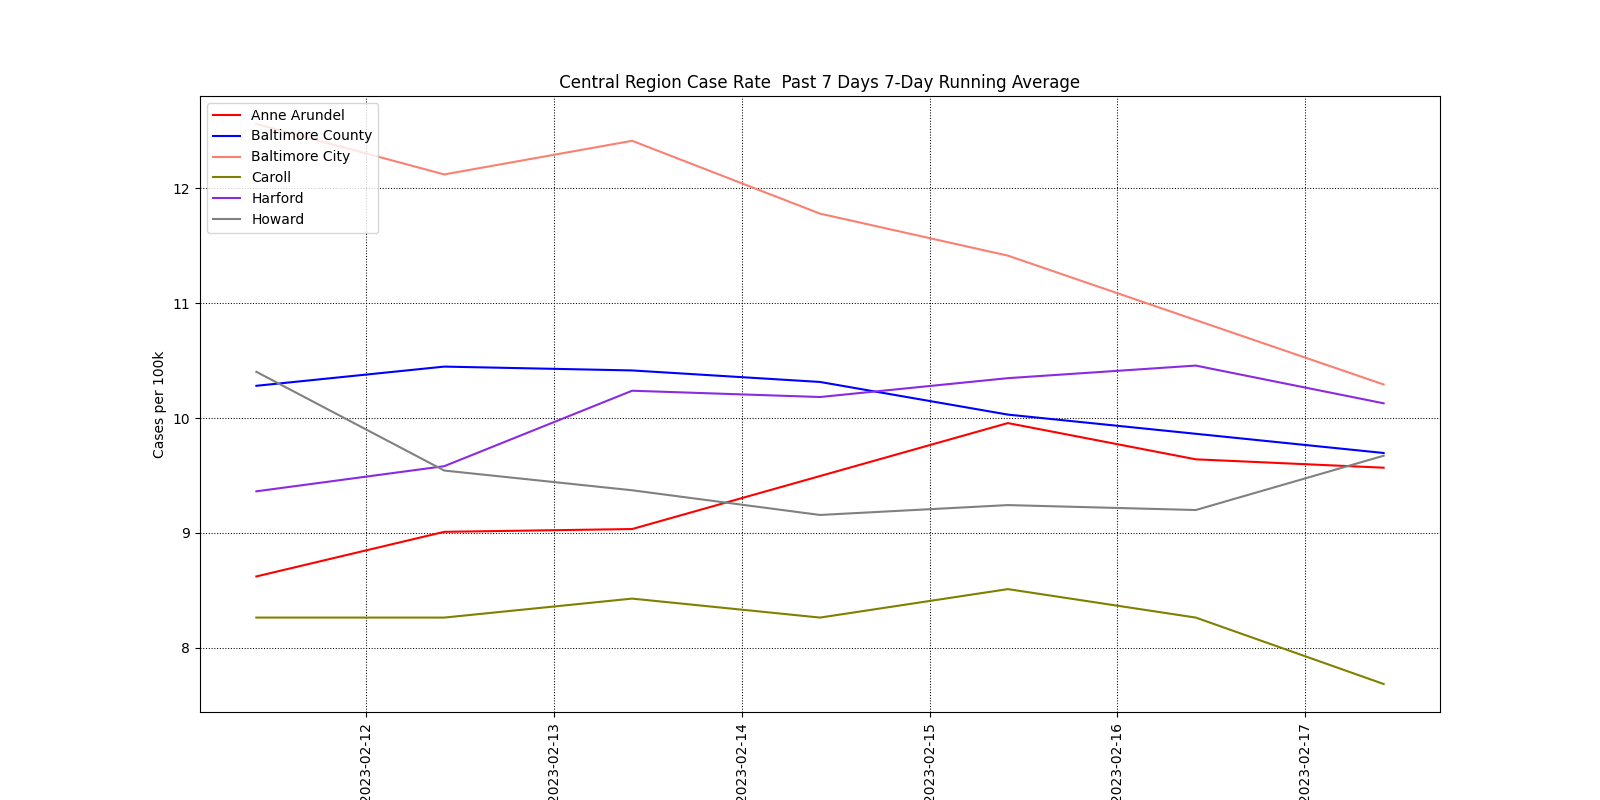 Central Region Case Rate  Past 7 Days 7-Day Running Average
Anne Arundel
Baltimore County
Baltimore City
Caroll
Harford
Howard
Cases per 100k
12
11
10
9
8
2023-02-12
2023-02-13
2023-02-14
2023-02-15
2023-02-16
2023-02-17